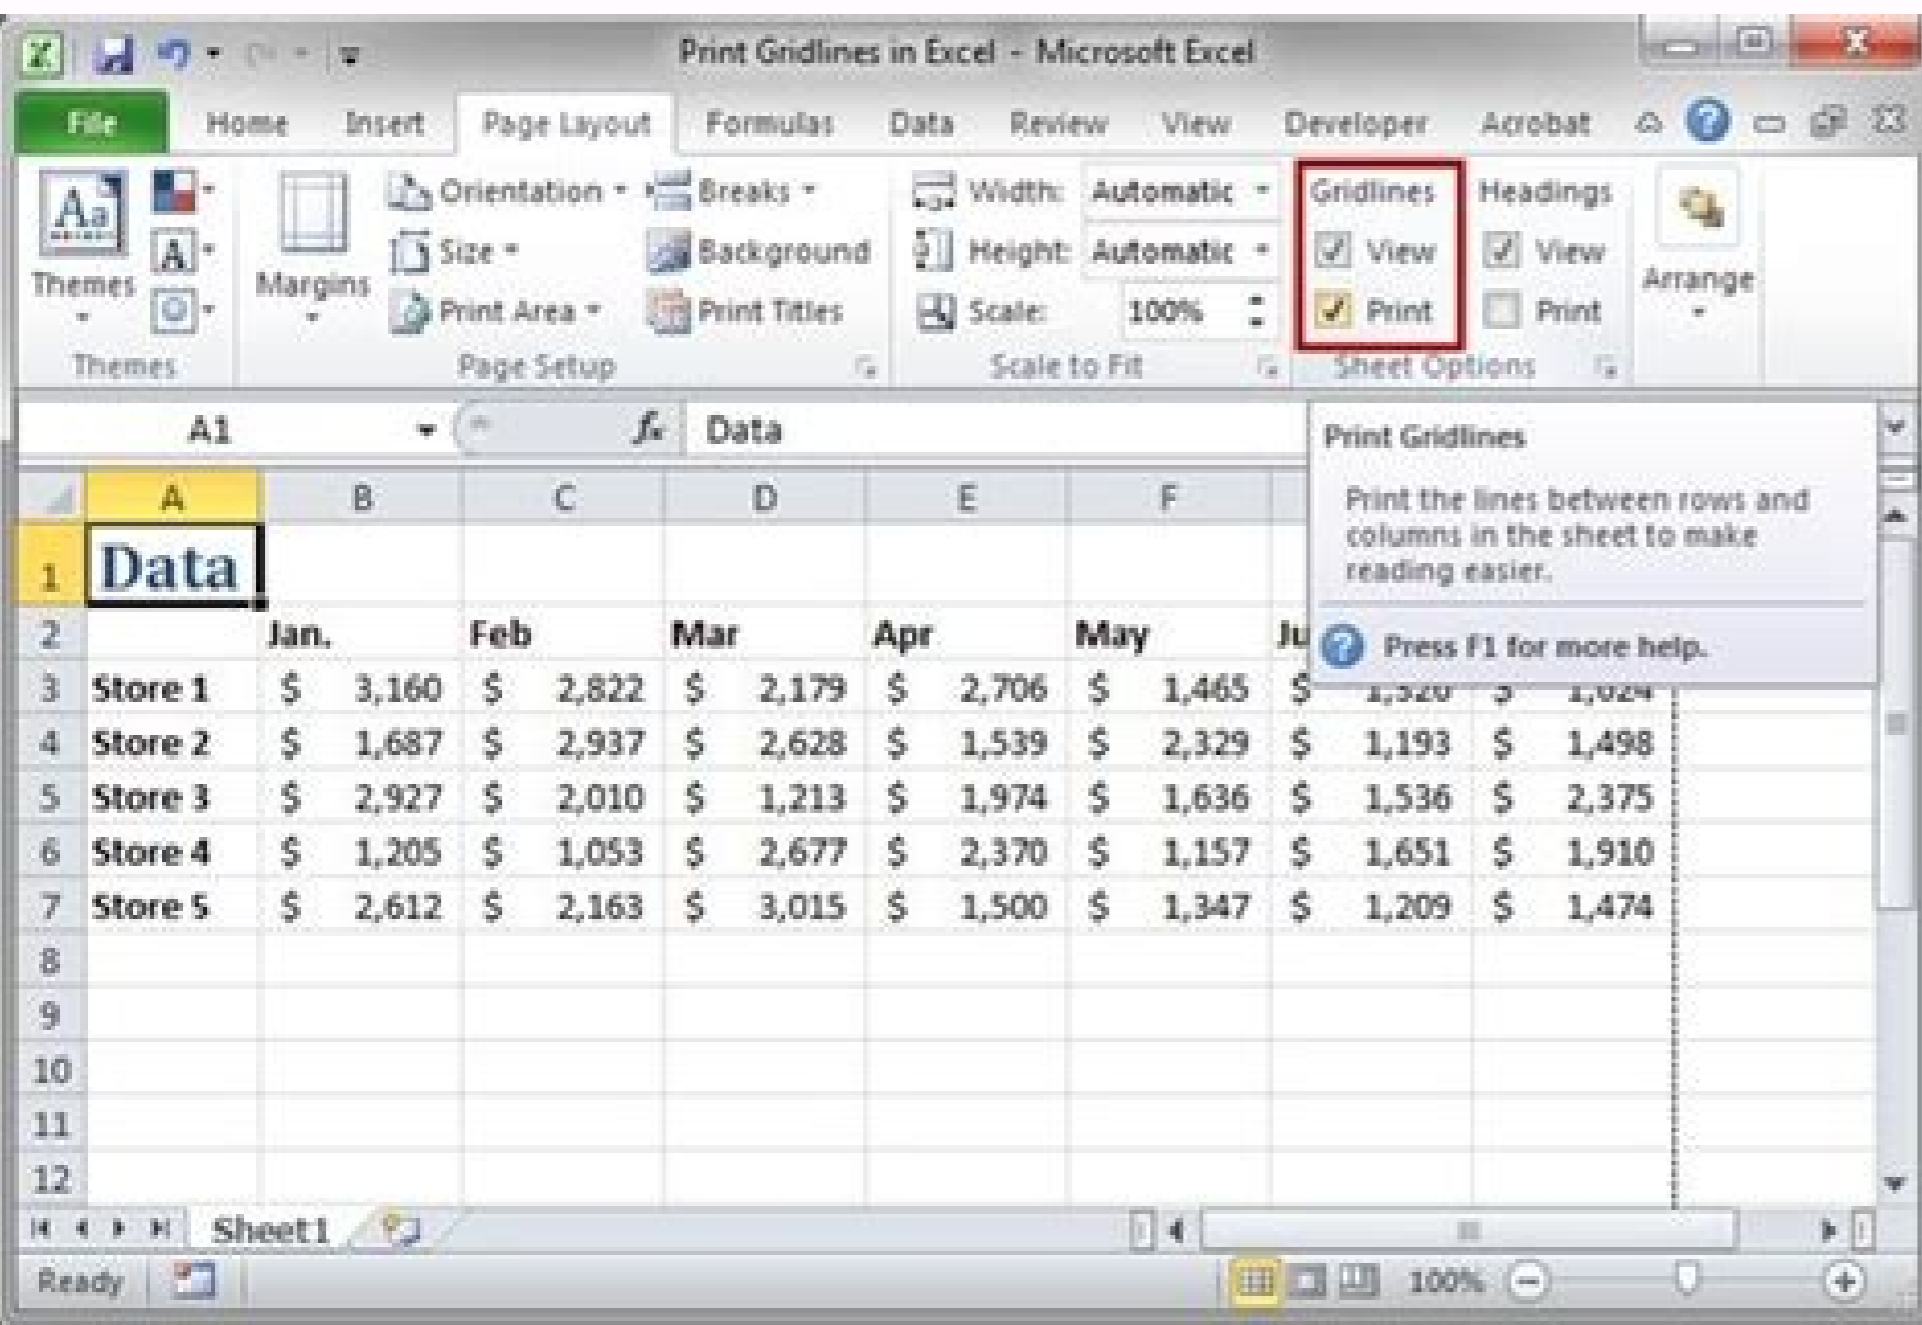 Print Gridlines in Excel - Microsoft Excel
File Home Insert Page Layout Formulas Data Review View Developer Acrobat
Aa Orientation Breaks Width: Automatic Gridlines Headings
A Size Background Height: Automatic View View
Themes Margins Print Area Print Titles Scale: 100% Print Print Arrange
Themes Page Setup Scale to Fit Sheet Options
A1 fx Data
Print Gridlines
Print the lines between rows and
columns in the sheet to make
reading easier.
Press F1 for more help.
A B C D E F
1 Data
2 Jan. Feb Mar Apr May Ju
3 Store 1 $ 3,160 $ 2,822 $ 2,179 $ 2,706 $ 1,465 $ 1,320 $ 1,024
4 Store 2 $ 1,687 $ 2,937 $ 2,628 $ 1,539 $ 2,329 $ 1,193 $ 1,498
5 Store 3 $ 2,927 $ 2,010 $ 1,213 $ 1,974 $ 1,636 $ 1,536 $ 2,375
6 Store 4 $ 1,205 $ 1,053 $ 2,677 $ 2,370 $ 1,157 $ 1,651 $ 1,910
7 Store 5 $ 2,612 $ 2,163 $ 3,015 $ 1,500 $ 1,347 $ 1,209 $ 1,474
8
9
10
11
12
Sheet1
Ready 100%